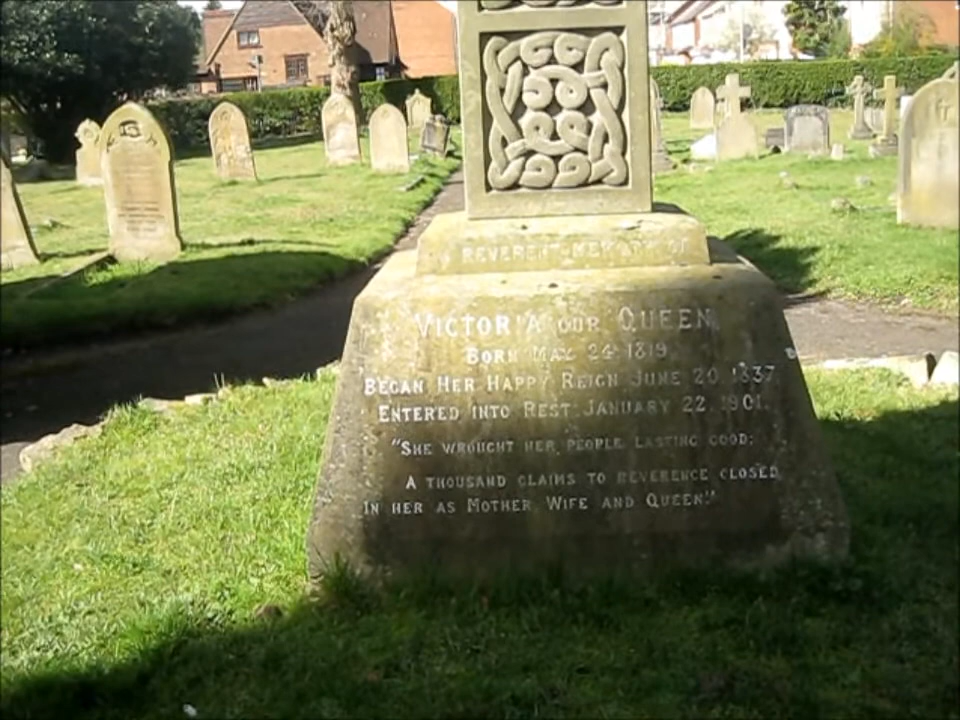 REVERENT MEMORY OF
VICTORIA OUR QUEEN
BORN MAY 24 1819
BEGAN HER HAPPY REIGN JUNE 20 1837
ENTERED INTO REST JANUARY 22 1901.
"SHE WROUGHT HER PEOPLE LASTING GOOD:
A THOUSAND CLAIMS TO REVERENCE CLOSED
IN HER AS MOTHER WIFE AND QUEEN"